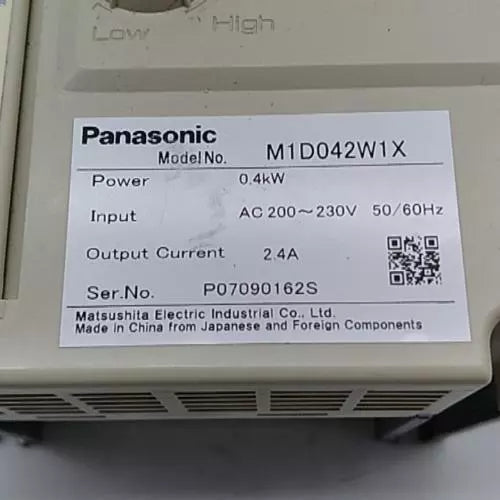 Low High
Panasonic
Model No. M1D042W1X
Power 0.4kW
Input AC 200～230V 50/60Hz
Output Current 2.4A
Ser.No. P07090162S
Matsushita Electric Industrial Co., Ltd.
Made in China from Japanese and Foreign Components